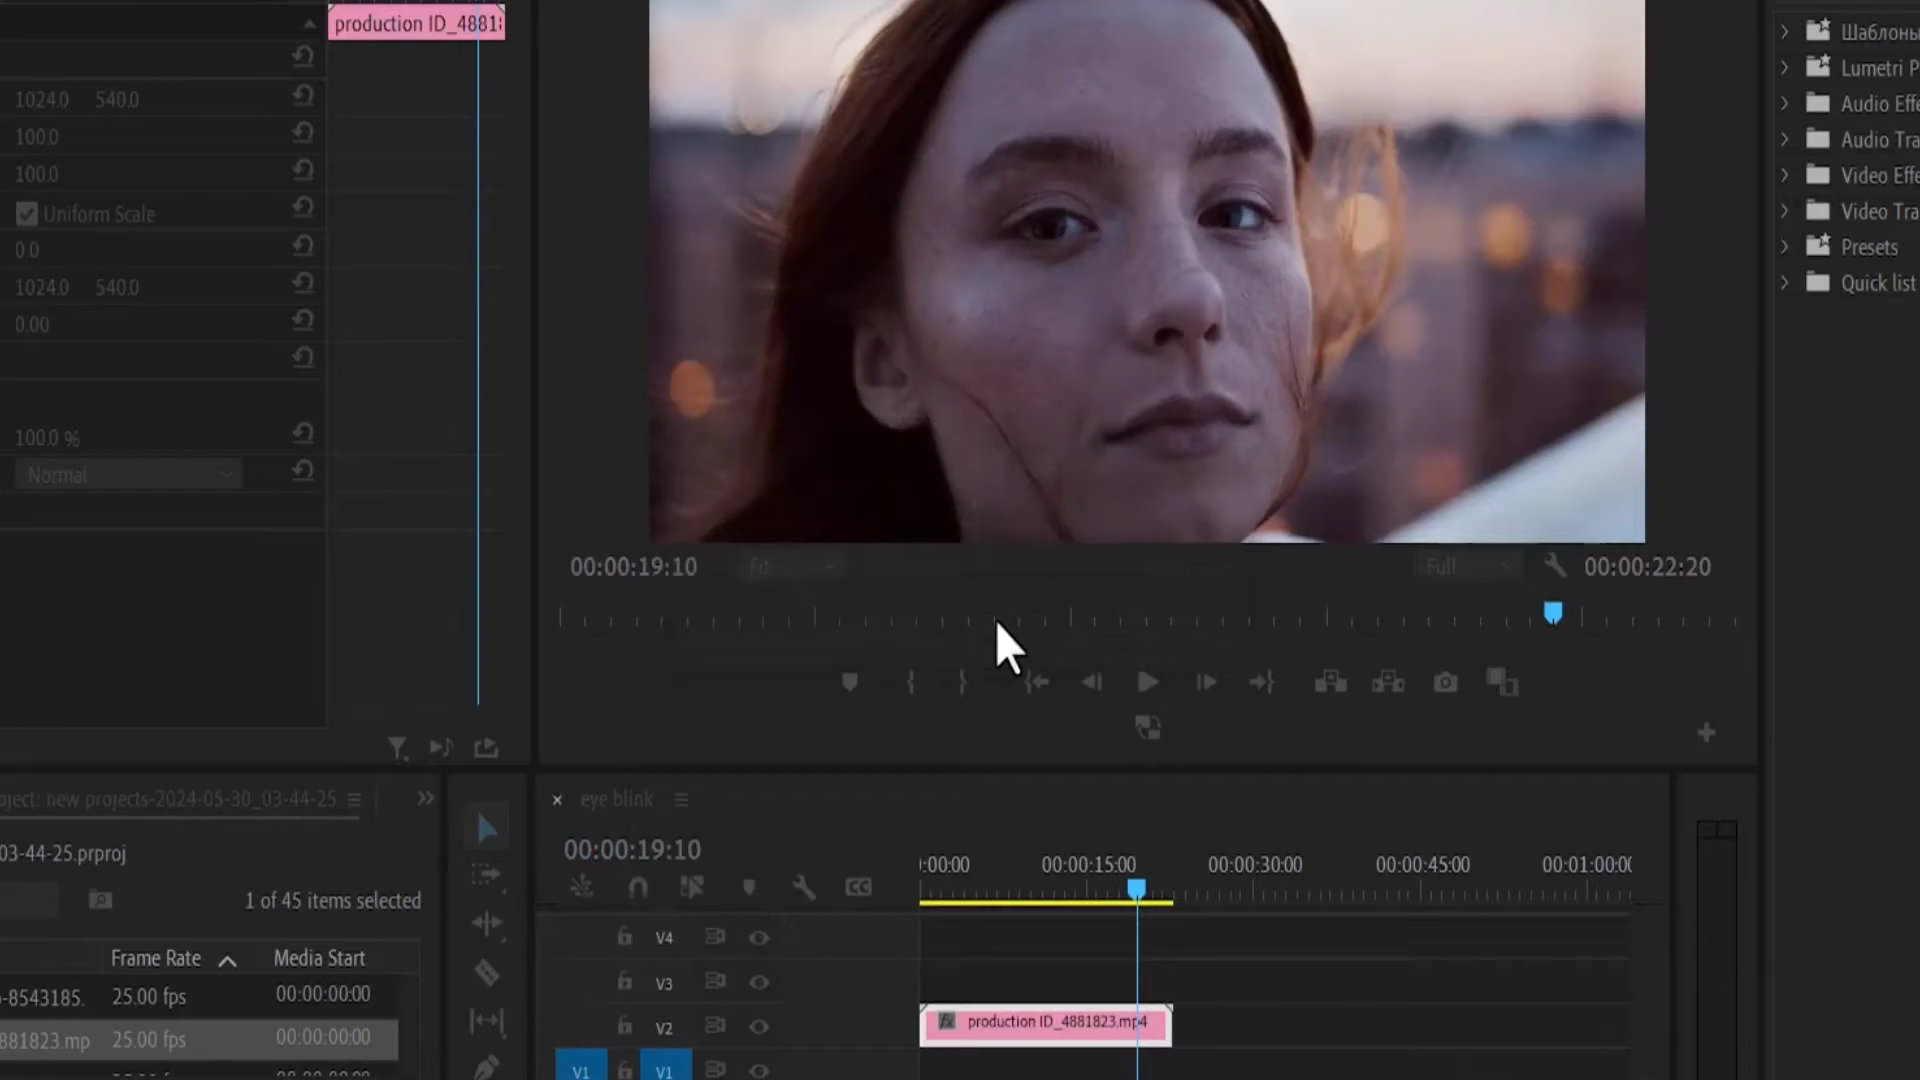 production ID_4881
1024.0 540.0
100.0
100.0
Uniform Scale
0.0
1024.0 540.0
0.00
100.0 %
Normal
00:00:19:10
Fit
Full
00:00:22:20
Шаблоны
Lumetri P
Audio Effe
Audio Tra
Video Effe
Video Tra
Presets
Quick list
oject: new projects-2024-05-30_03-44-25
03-44-25.prproj
1 of 45 items selected
Frame Rate Media Start
-8543185. 25.00 fps 00:00:00:00
881823.mp 25.00 fps 00:00:00:00
× eye blink
00:00:19:10
:00:00 00:00:15:00 00:00:30:00 00:00:45:00 00:01:00:00
CC
V4
V3
V2
fx production ID_4881823.mp4
V1 V1